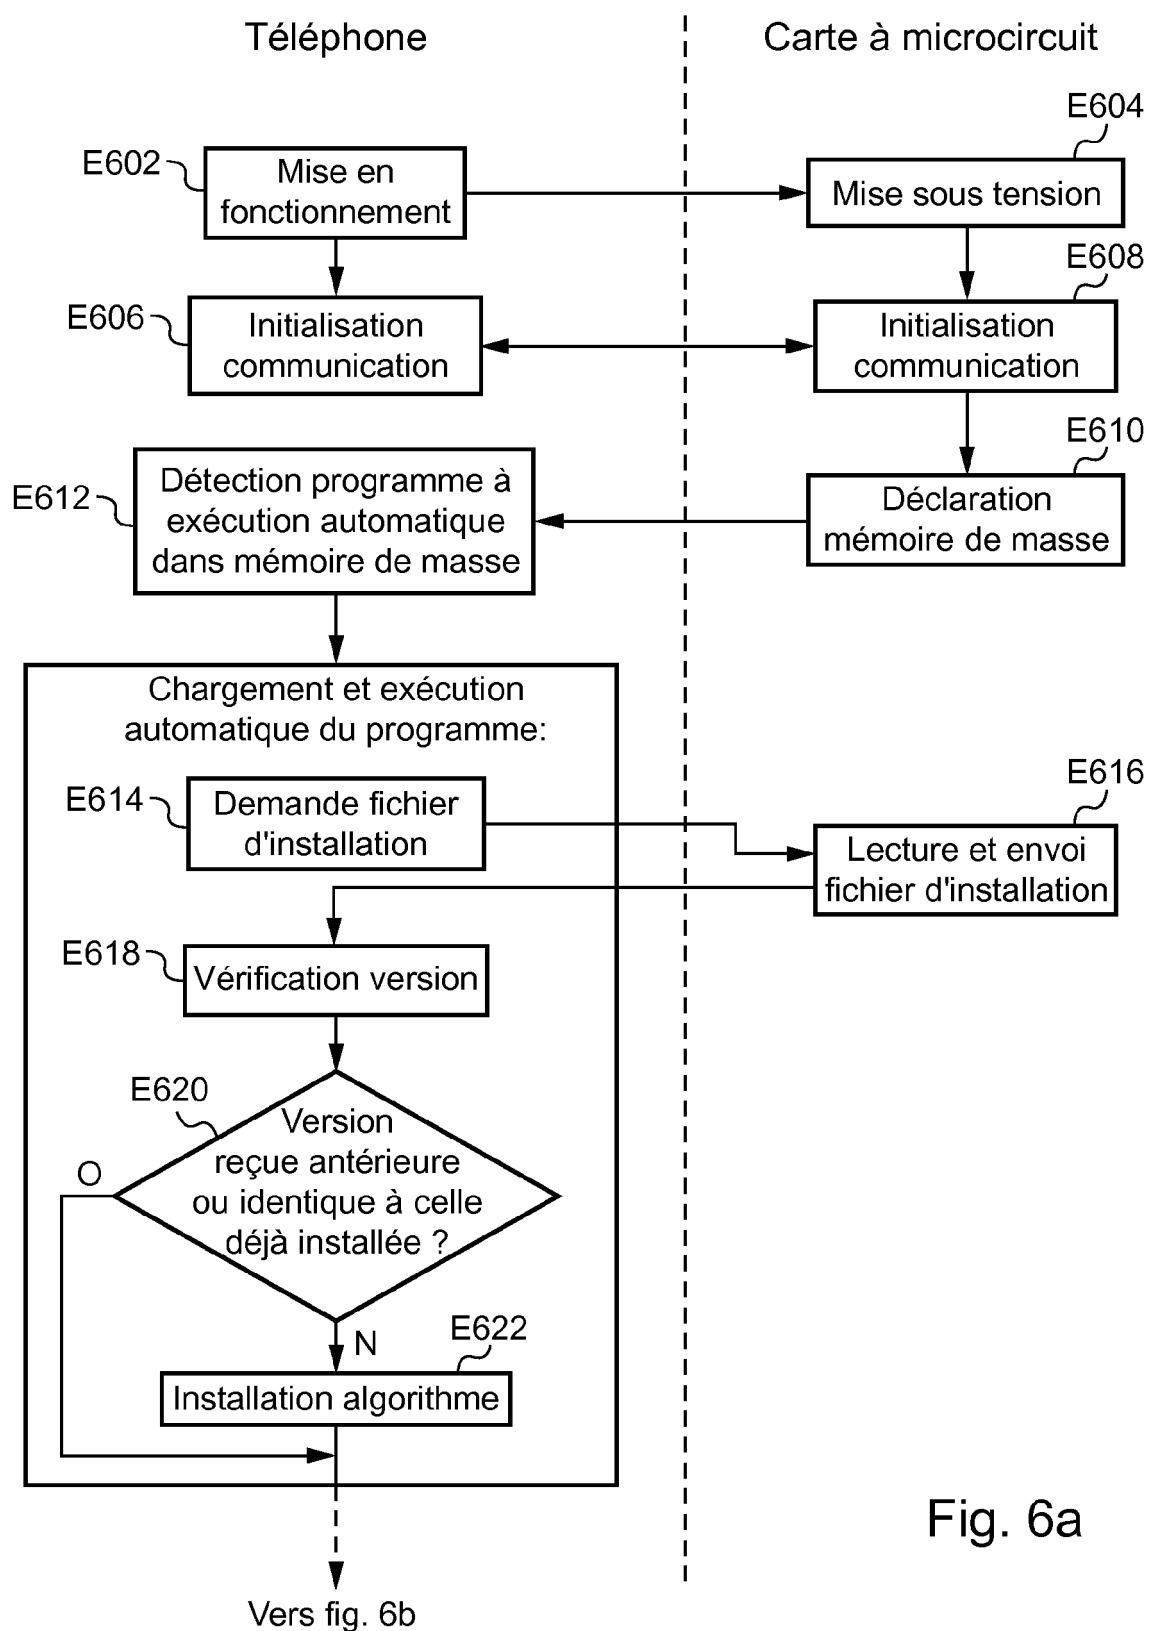 Téléphone
Carte à microcircuit
E604
E602
Mise en
fonctionnement
Mise sous tension
E608
E606
Initialisation
communication
Initialisation
communication
E610
E612
Détection programme à
exécution automatique
dans mémoire de masse
Déclaration
mémoire de masse
Chargement et exécution
automatique du programme:
E616
E614
Demande fichier
d'installation
Lecture et envoi
fichier d'installation
E618
Vérification version
E620
Version
reçue antérieure
ou identique à celle
déjà installée ?
O
N
E622
Installation algorithme
Fig. 6a
Vers fig. 6b